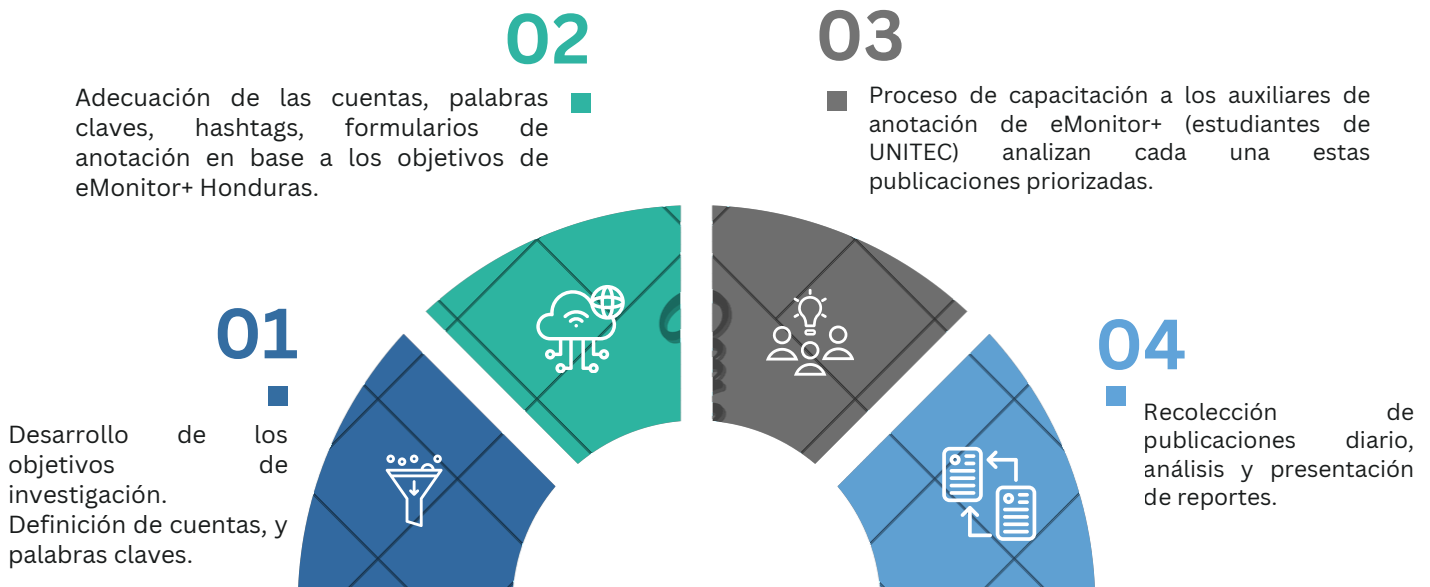 01
Desarrollo de los
objetivos de
investigación.
Definición de cuentas, y
palabras claves.
02
Adecuación de las cuentas, palabras
claves, hashtags, formularios de
anotación en base a los objetivos de
eMonitor+ Honduras.
03
Proceso de capacitación a los auxiliares de
anotación de eMonitor+ (estudiantes de
UNITEC) analizan cada una estas
publicaciones priorizadas.
04
Recolección de
publicaciones diario,
análisis y presentación
de reportes.